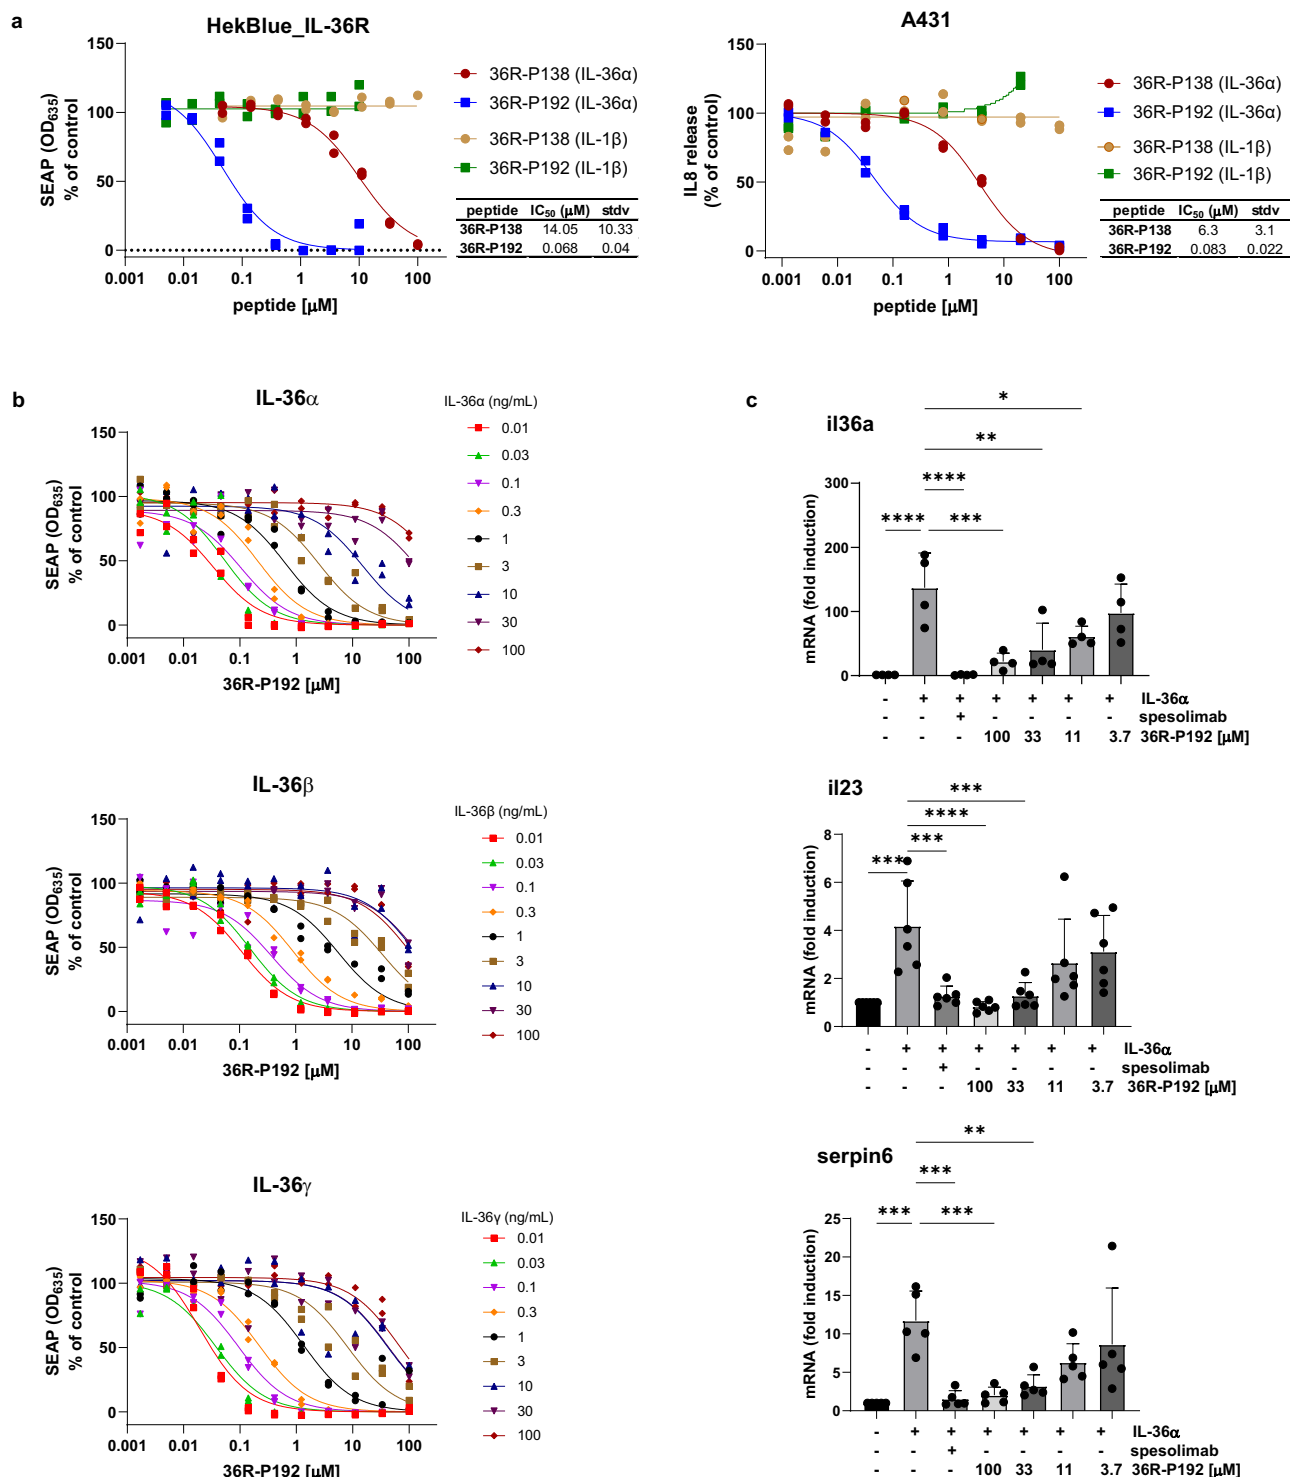 a
HekBlue_IL-36R
150
100
50
0
SEAP (OD635)
% of control
0.001 0.01 0.1 1 10 100
peptide [µM]
36R-P138 (IL-36α)
36R-P192 (IL-36α)
36R-P138 (IL-1β)
36R-P192 (IL-1β)
peptide IC50 (µM) stdv
36R-P138 14.05 10.33
36R-P192 0.068 0.04
A431
150
100
50
0
IL8 release
(% of control)
0.001 0.01 0.1 1 10 100
peptide [µM]
36R-P138 (IL-36α)
36R-P192 (IL-36α)
36R-P138 (IL-1β)
36R-P192 (IL-1β)
peptide IC50 (µM) stdv
36R-P138 6.3 3.1
36R-P192 0.083 0.022
b
IL-36α
150
100
50
0
SEAP (OD635)
% of control
0.001 0.01 0.1 1 10 100
36R-P192 [µM]
IL-36α (ng/mL)
0.01
0.03
0.1
0.3
1
3
10
30
100
IL-36β
150
100
50
0
SEAP (OD635)
% of control
0.001 0.01 0.1 1 10 100
36R-P192 [µM]
IL-36β (ng/mL)
0.01
0.03
0.1
0.3
1
3
10
30
100
IL-36γ
150
100
50
0
SEAP (OD635)
% of control
0.001 0.01 0.1 1 10 100
36R-P192 [µM]
IL-36γ (ng/mL)
0.01
0.03
0.1
0.3
1
3
10
30
100
c
il36a
*
**
****
**** ***
300
200
100
0
mRNA (fold induction)
- + + + + + + IL-36α
- - + - - - - spesolimab
- - - 100 33 11 3.7 36R-P192 [µM]
il23
***
****
***
***
8
6
4
2
0
mRNA (fold induction)
- + + + + + + IL-36α
- - + - - - - spesolimab
- - - 100 33 11 3.7 36R-P192 [µM]
serpin6
**
***
*** ***
25
20
15
10
5
0
mRNA (fold induction)
- + + + + + + IL-36α
- - + - - - - spesolimab
- - - 100 33 11 3.7 36R-P192 [µM]